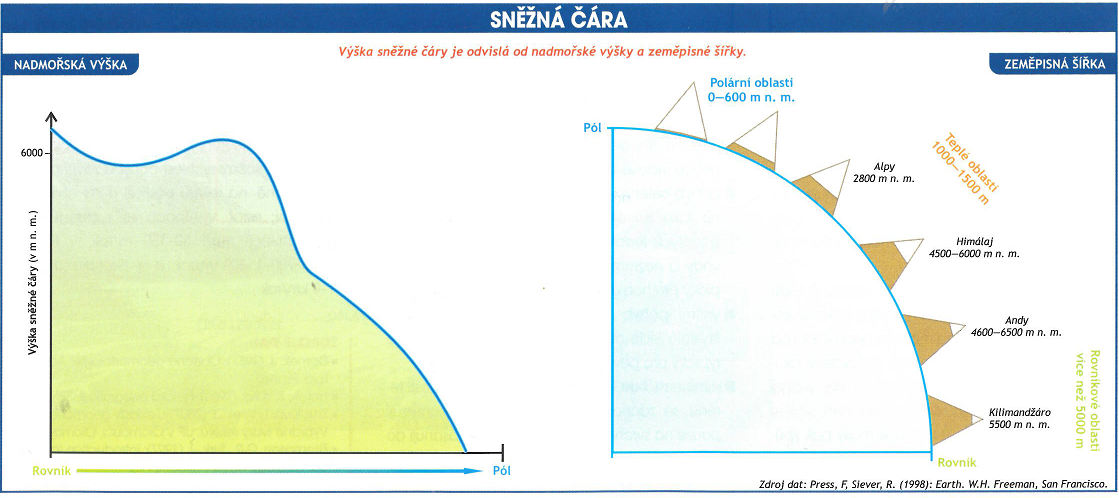 SNĚŽNÁ ČÁRA
Výška sněžné čáry je odvislá od nadmořské výšky a zeměpisné šířky.
NADMOŘSKÁ VÝŠKA
ZEMĚPISNÁ ŠÍŘKA
6000
Výška sněžné čáry (v m n. m.)
Rovník
Pól
Pól
Polární oblasti
0—600 m n. m.
Teplé oblasti
1000—1500 m
Alpy
2800 m n. m.
Himálaj
4500—6000 m n. m.
Andy
4600—6500 m n. m.
Rovníkové oblasti
více než 5000 m
Kilimandžáro
5500 m n. m.
Rovník
Zdroj dat: Press, F, Siever, R. (1998): Earth. W.H. Freeman, San Francisco.